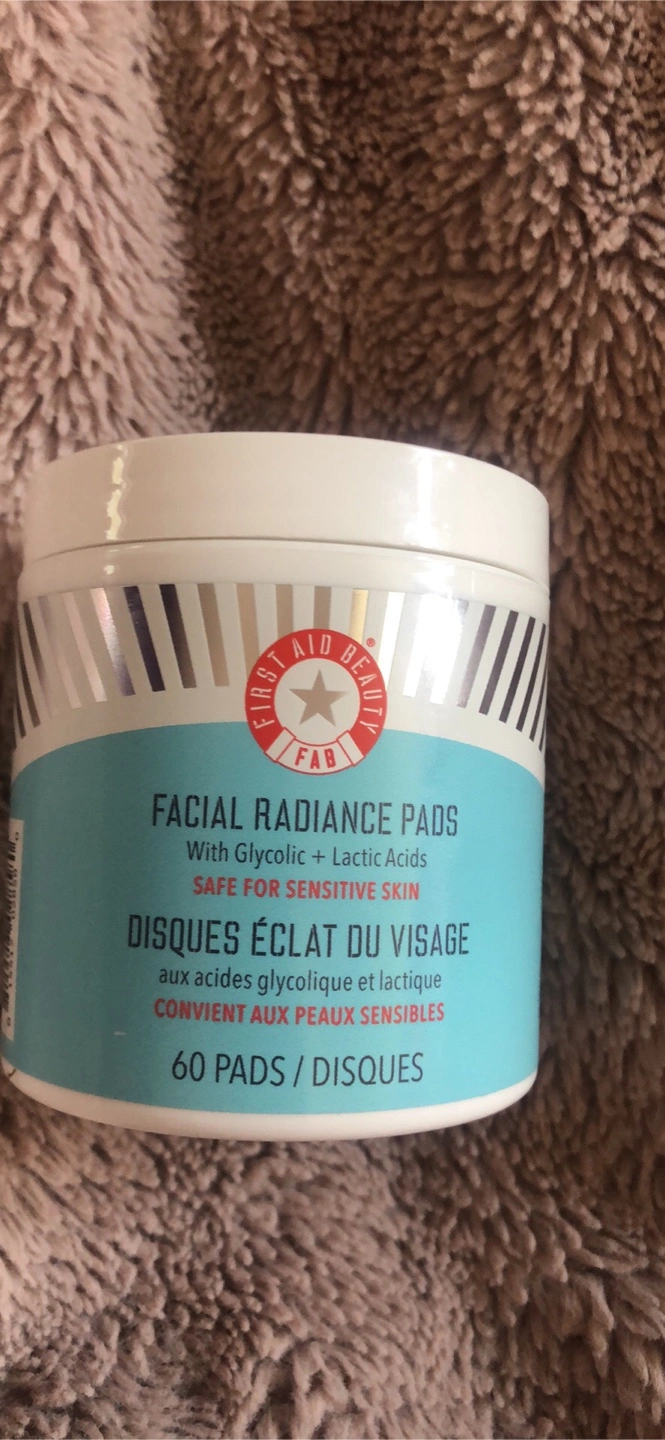 FIRST AID BEAUTY®
FAB
FACIAL RADIANCE PADS
With Glycolic + Lactic Acids
SAFE FOR SENSITIVE SKIN
DISQUES ÉCLAT DU VISAGE
aux acides glycolique et lactique
CONVIENT AUX PEAUX SENSIBLES
60 PADS / DISQUES